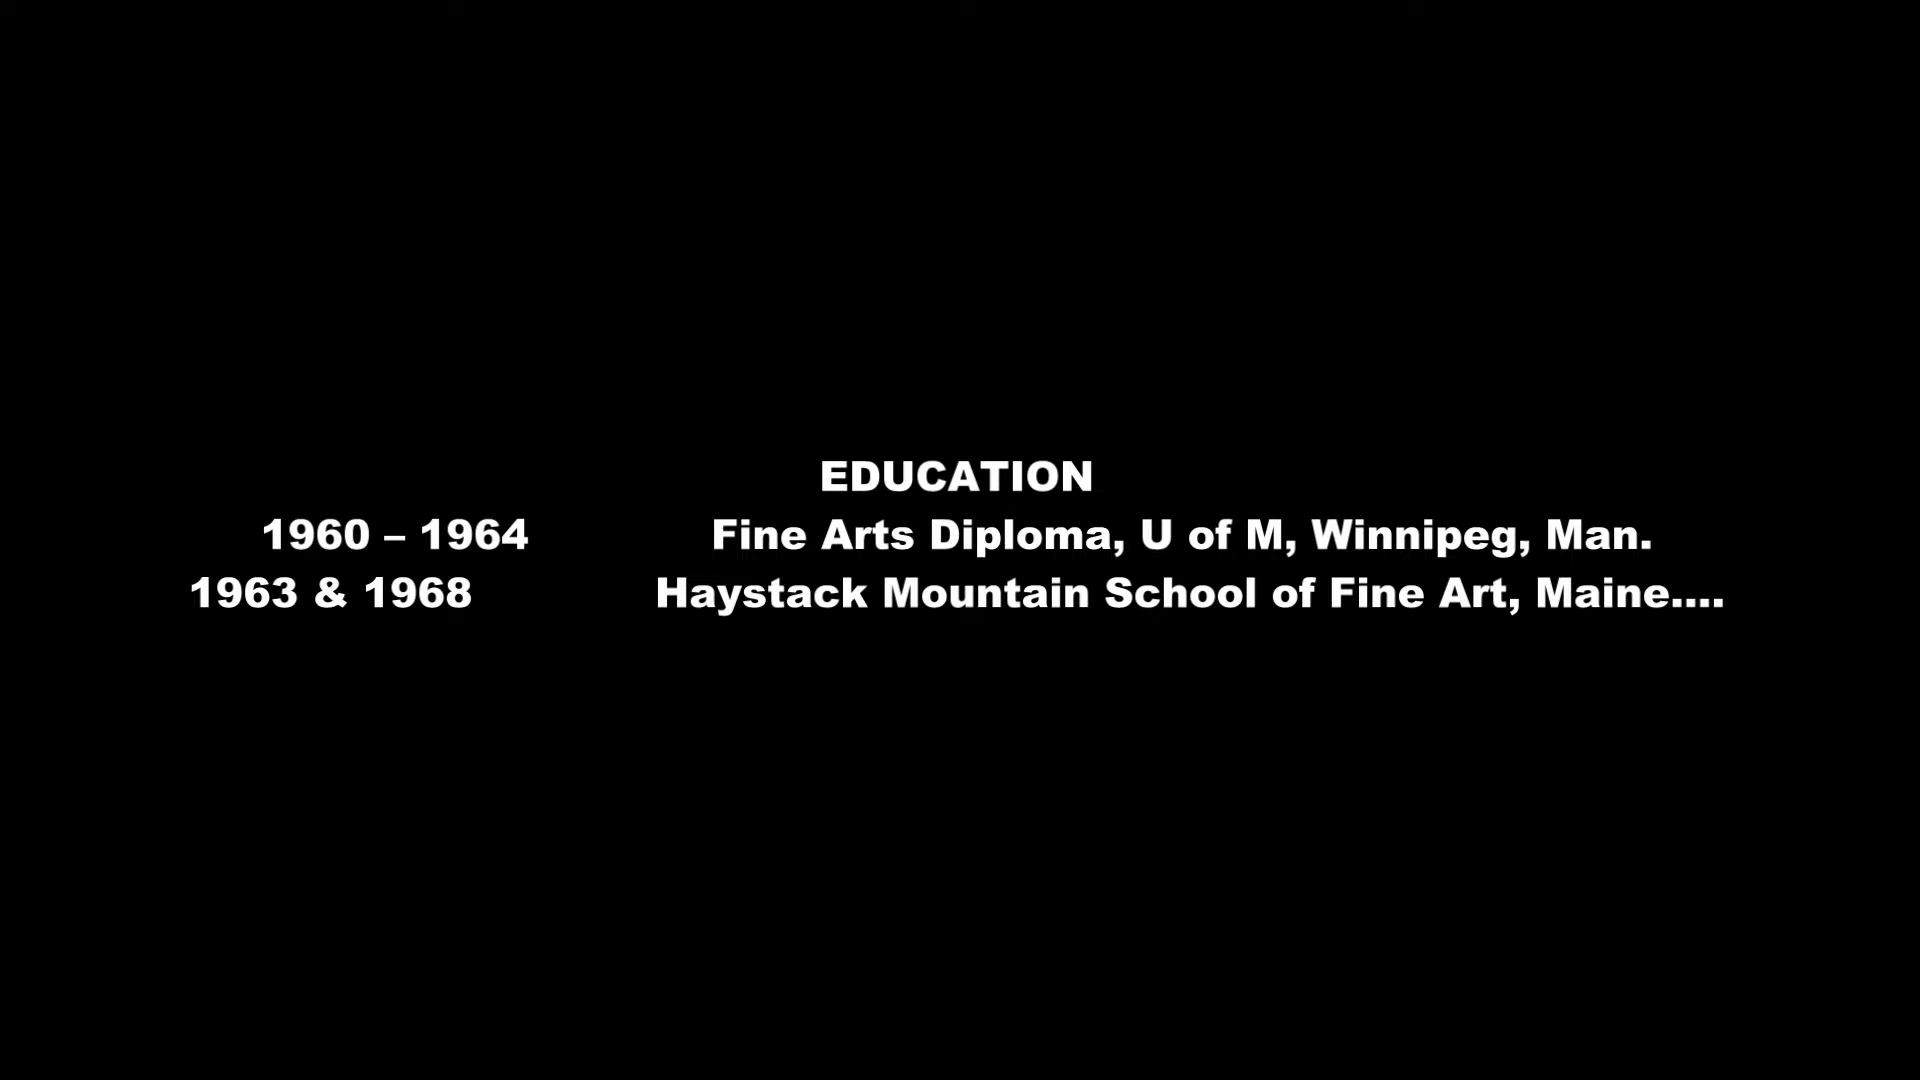 EDUCATION
1960 – 1964 Fine Arts Diploma, U of M, Winnipeg, Man.
1963 & 1968 Haystack Mountain School of Fine Art, Maine....